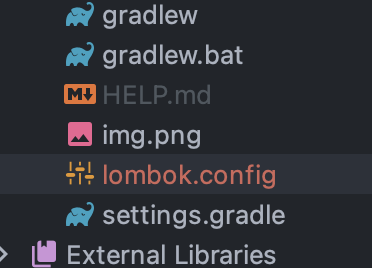 gradlew
gradlew.bat
HELP.md
img.png
lombok.config
settings.gradle
External Libraries